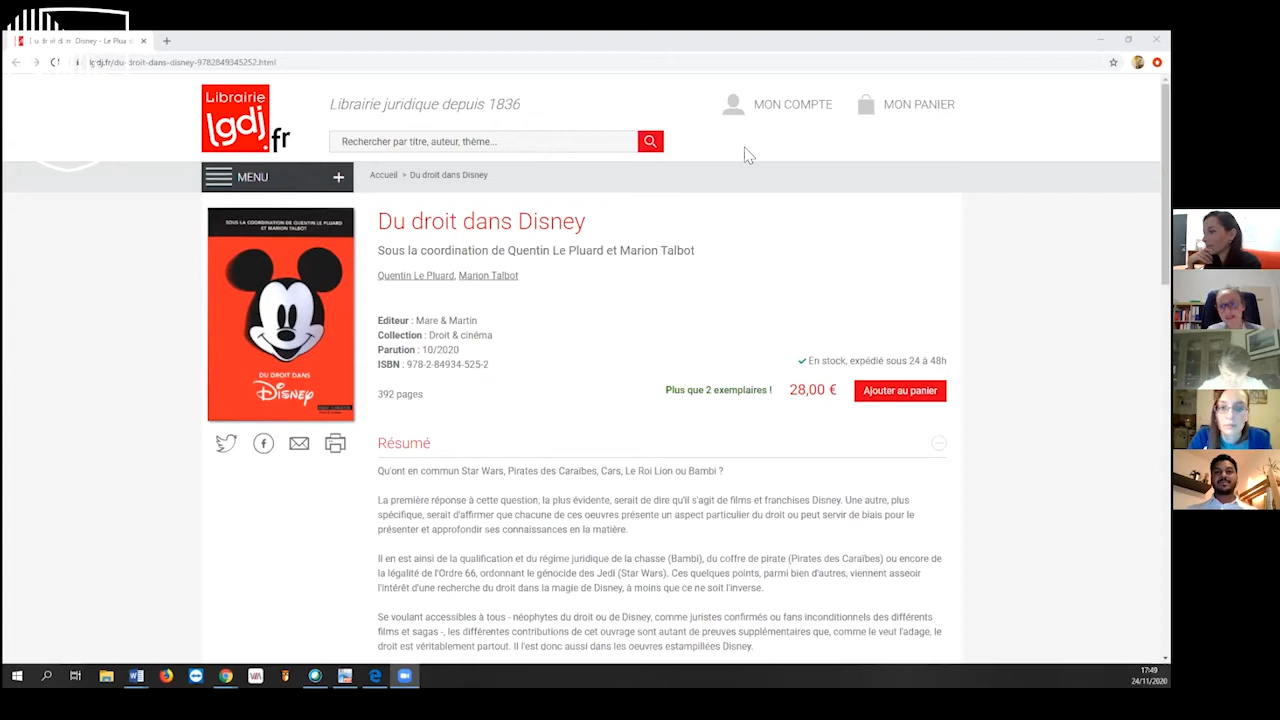 Du droit dans Disney - Le Plua
lgdj.fr/du-droit-dans-disney-9782849345252.html
Librairie
lgdj
.fr
Librairie juridique depuis 1836
MON COMPTE
MON PANIER
Rechercher par titre, auteur, thème...
MENU
Accueil » Du droit dans Disney
SOUS LA COORDINATION DE QUENTIN LE PLUARD
ET MARION TALBOT
DU DROIT DANS
Disney
Du droit dans Disney
Sous la coordination de Quentin Le Pluard et Marion Talbot
Quentin Le Pluard, Marion Talbot
Editeur : Mare & Martin
Collection : Droit & cinéma
Parution : 10/2020
ISBN : 978-2-84934-525-2
392 pages
En stock, expédié sous 24 à 48h
Plus que 2 exemplaires ! 28,00 € Ajouter au panier
Résumé
Qu'ont en commun Star Wars, Pirates des Caraïbes, Cars, Le Roi Lion ou Bambi ?
La première réponse à cette question, la plus évidente, serait de dire qu'il s'agit de films et franchises Disney. Une autre, plus
spécifique, serait d'affirmer que chacune de ces oeuvres présente un aspect particulier du droit ou peut servir de biais pour le
présenter et approfondir ses connaissances en la matière.
Il en est ainsi de la qualification et du régime juridique de la chasse (Bambi), du coffre de pirate (Pirates des Caraïbes) ou encore de
la légalité de l'Ordre 66, ordonnant le génocide des Jedi (Star Wars). Ces quelques points, parmi bien d'autres, viennent asseoir
l'intérêt d'une recherche du droit dans la magie de Disney, à moins que ce ne soit l'inverse.
Se voulant accessibles à tous - néophytes du droit ou de Disney, comme juristes confirmés ou fans inconditionnels des différents
films et sagas -, les différentes contributions de cet ouvrage sont autant de preuves supplémentaires que, comme le veut l'adage, le
droit est véritablement partout. Il l'est donc aussi dans les oeuvres estampillées Disney.
17:49
24/11/2020